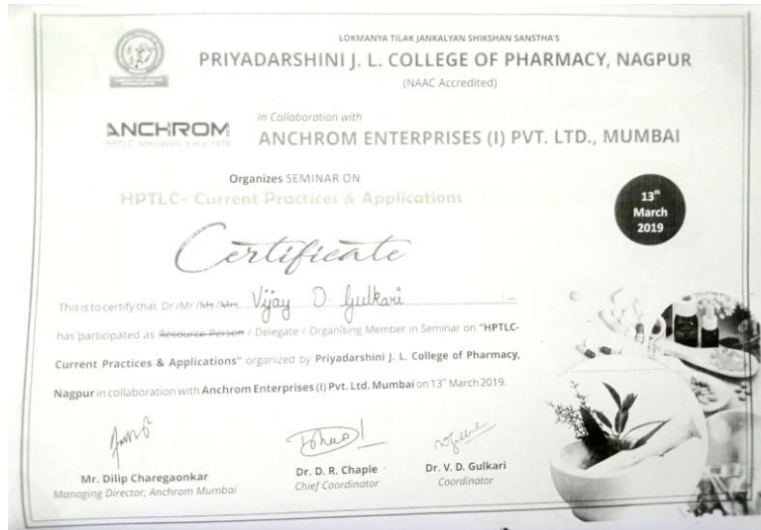 LOKMANYA TILAK JANKALYAN SHIKSHAN SANSTHA'S
PRIYADARSHINI J. L. COLLEGE OF PHARMACY, NAGPUR
(NAAC Accredited)
ANCHROM
HPTLC Specialists Since 1978
In Collaboration with
ANCHROM ENTERPRISES (I) PVT. LTD., MUMBAI
Organizes SEMINAR ON
HPTLC- Current Practices & Applications
13th
March
2019
Certificate
This is to certify that Dr /Mr /Ms /Mrs. Vijay D. Gulkari
has participated as Resource Person / Delegate / Organising Member in Seminar on "HPTLC-
Current Practices & Applications" organized by Priyadarshini J. L. College of Pharmacy,
Nagpur in collaboration with Anchrom Enterprises (I) Pvt. Ltd. Mumbai on 13th March 2019.
Mr. Dilip Charegaonkar
Managing Director, Anchrom Mumbai
Dr. D. R. Chaple
Chief Coordinator
Dr. V. D. Gulkari
Coordinator